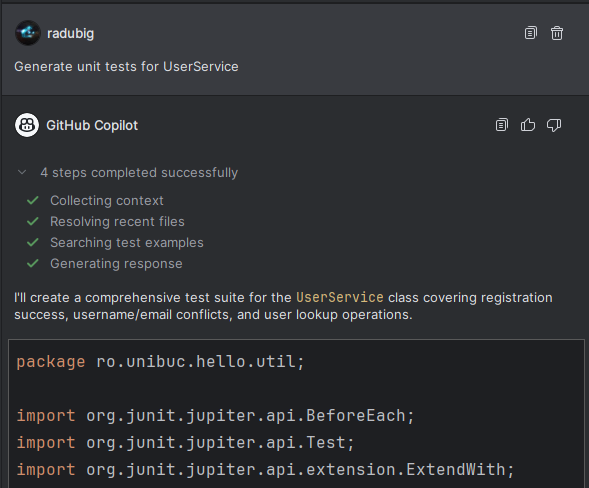 radubig
Generate unit tests for UserService
GitHub Copilot
4 steps completed successfully
Collecting context
Resolving recent files
Searching test examples
Generating response
I'll create a comprehensive test suite for the UserService class covering registration
success, username/email conflicts, and user lookup operations.
package ro.unibuc.hello.util;
import org.junit.jupiter.api.BeforeEach;
import org.junit.jupiter.api.Test;
import org.junit.jupiter.api.extension.ExtendWith;